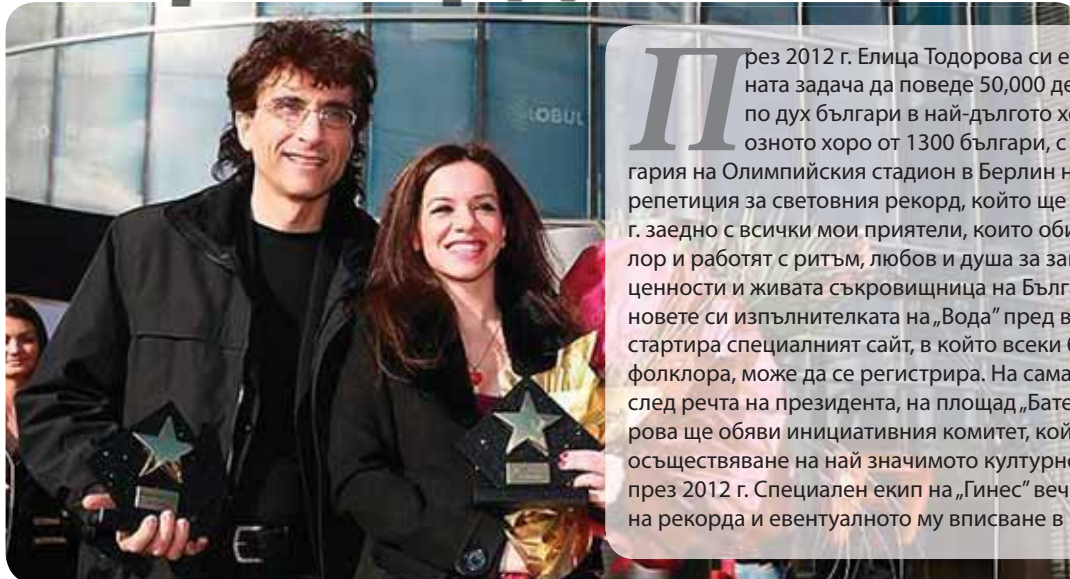 През 2012 г. Елица Тодорова си е
ната задача да поведе 50,000 де
по дух българи в най-дългото хо
озното хоро от 1300 българи, с
гария на Олимпийския стадион в Берлин н
репетиция за световния рекорд, който ще
г. заедно с всички мои приятели, които оби
лор и работят с ритъм, любов и душа за за
ценности и живата съкровищница на Бълг
новете си изпълнителката на „Вода” пред в
стартира специалният сайт, в който всеки б
фолклора, може да се регистрира. На сама
след речта на президента, на площад „Бате
рова ще обяви инициативния комитет, кой
осъществяване на най значимото културно
през 2012 г. Специален екип на „Гинес” веч
на рекорда и евентуалното му вписване в